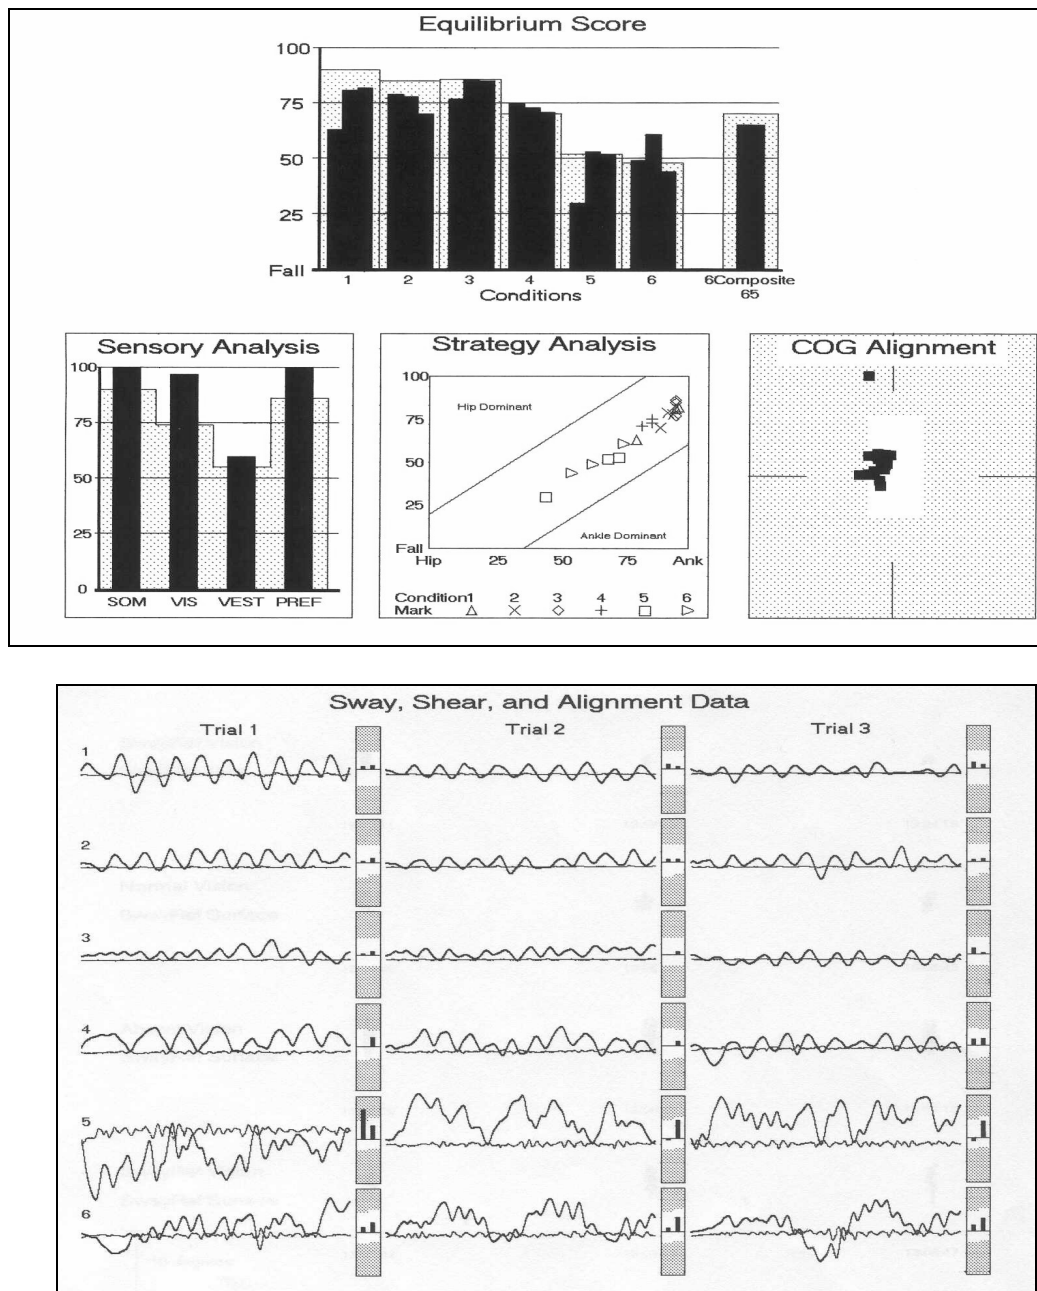 Equilibrium Score
100
75
50
25
Fall
1 2 3 4 5 6 6Composite
Conditions 65
Sensory Analysis
100
75
50
25
0
SOM VIS VEST PREF
Strategy Analysis
100
75
50
25
Fall
Hip Dominant
Ankle Dominant
Hip 25 50 75 Ank
Condition1 2 3 4 5 6
Mark
COG Alignment
Sway, Shear, and Alignment Data
Trial 1 Trial 2 Trial 3
1
2
Normal Vision
3
4
5
6